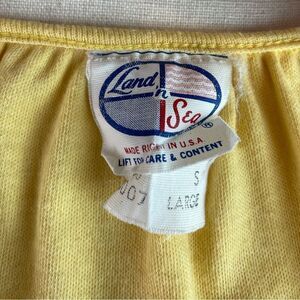 Land
'n
Sea ®
MADE RIGHT IN U.S.A
LIFT FOR CARE & CONTENT
S
LARGE